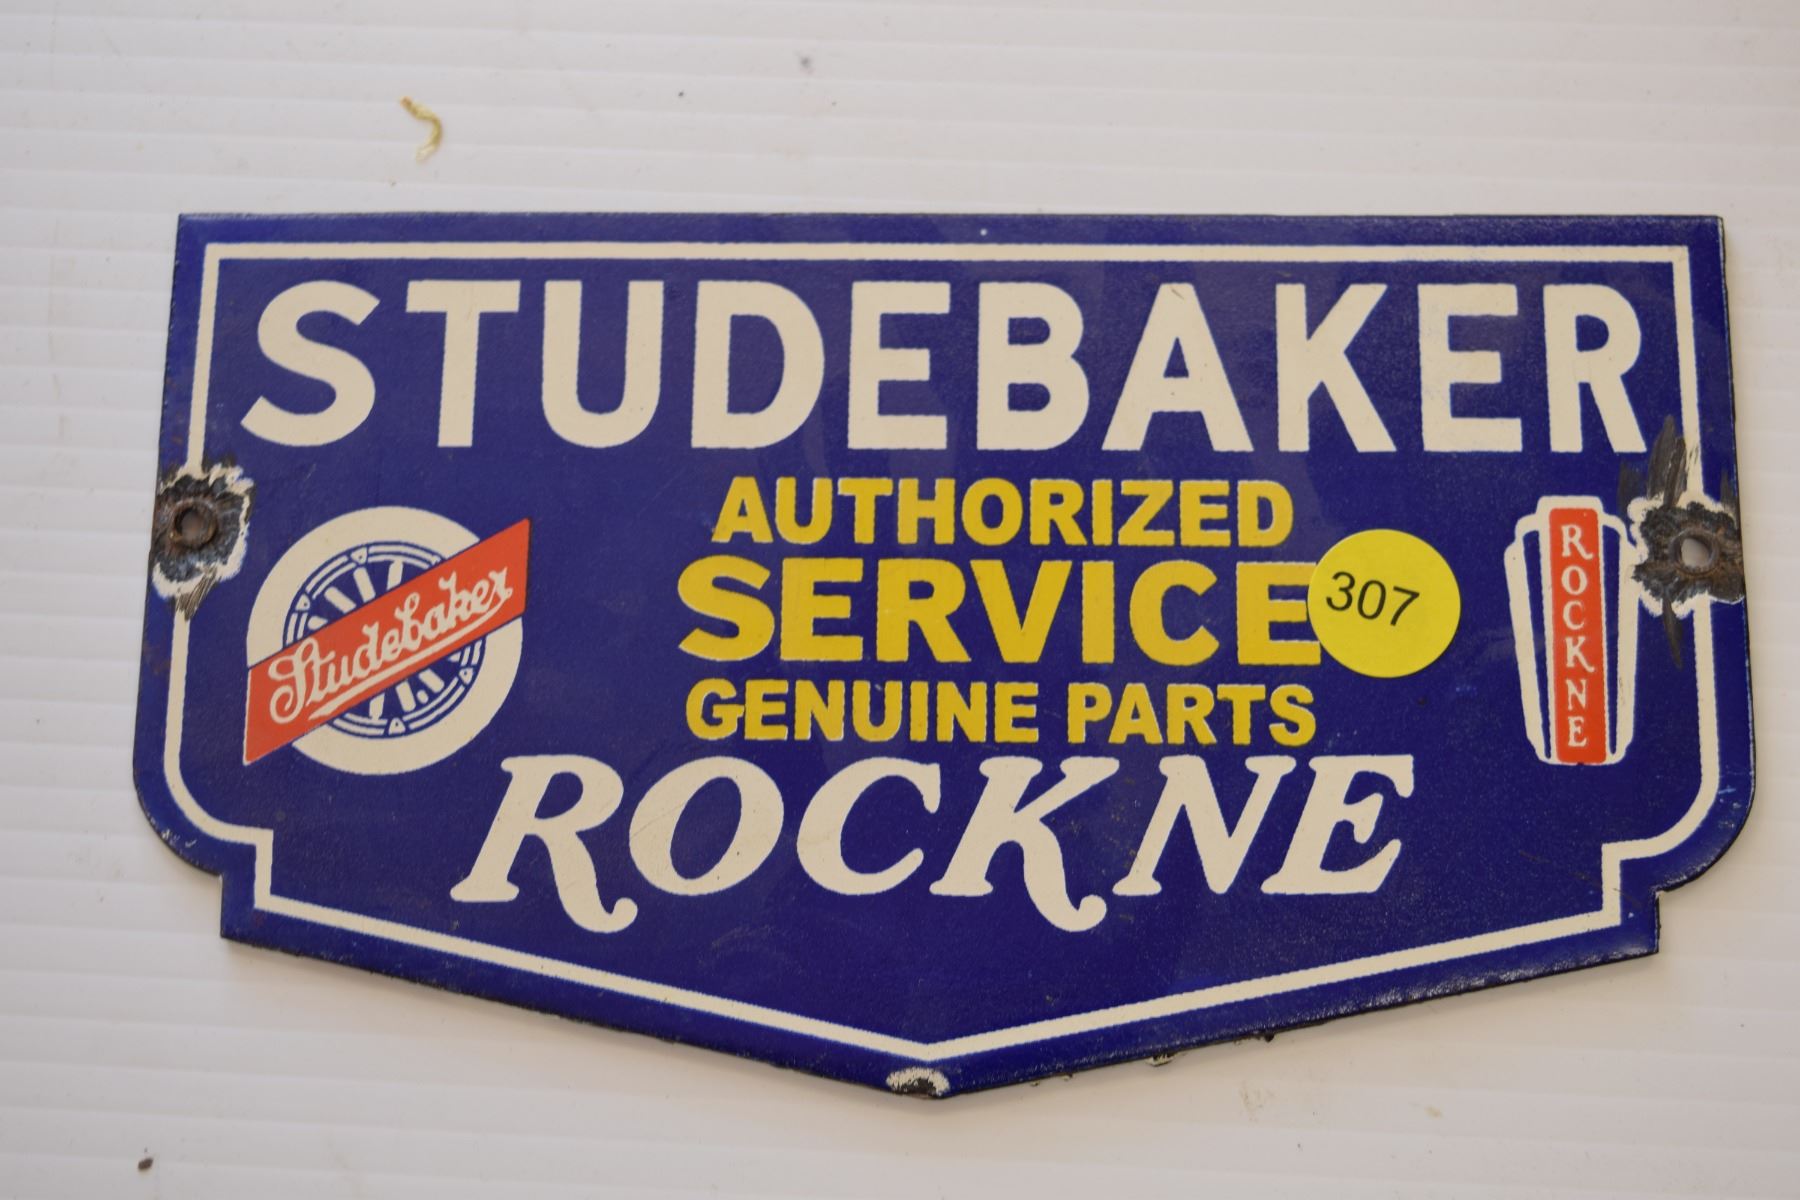 STUDEBAKER
AUTHORIZED
SERVICE
307
GENUINE PARTS
Studebaker
ROCKNE
ROCKNE